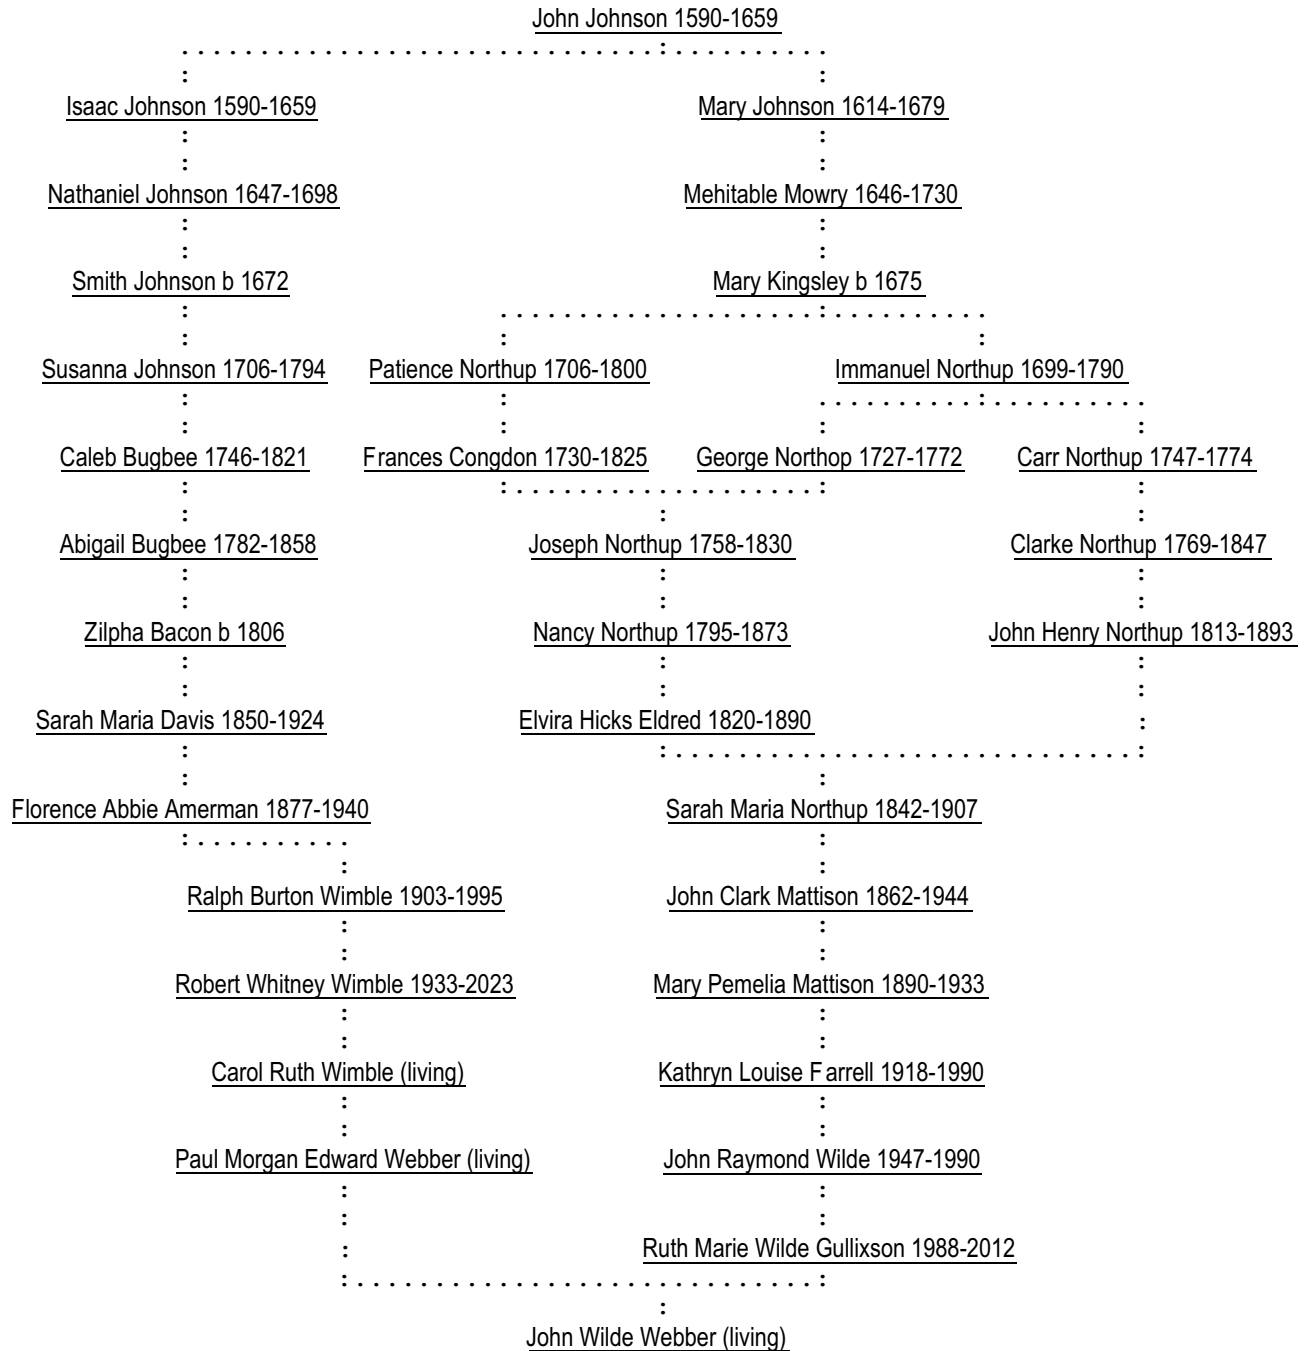 John Johnson 1590-1659
Isaac Johnson 1590-1659 Mary Johnson 1614-1679
Nathaniel Johnson 1647-1698 Mehitable Mowry 1646-1730
Smith Johnson b 1672 Mary Kingsley b 1675
Susanna Johnson 1706-1794 Patience Northup 1706-1800 Immanuel Northup 1699-1790
Caleb Bugbee 1746-1821 Frances Congdon 1730-1825 George Northop 1727-1772 Carr Northup 1747-1774
Abigail Bugbee 1782-1858 Joseph Northup 1758-1830 Clarke Northup 1769-1847
Zilpha Bacon b 1806 Nancy Northup 1795-1873 John Henry Northup 1813-1893
Sarah Maria Davis 1850-1924 Elvira Hicks Eldred 1820-1890
Florence Abbie Amerman 1877-1940 Sarah Maria Northup 1842-1907
Ralph Burton Wimble 1903-1995 John Clark Mattison 1862-1944
Robert Whitney Wimble 1933-2023 Mary Pemelia Mattison 1890-1933
Carol Ruth Wimble (living) Kathryn Louise Farrell 1918-1990
Paul Morgan Edward Webber (living) John Raymond Wilde 1947-1990
Ruth Marie Wilde Gullixson 1988-2012
John Wilde Webber (living)